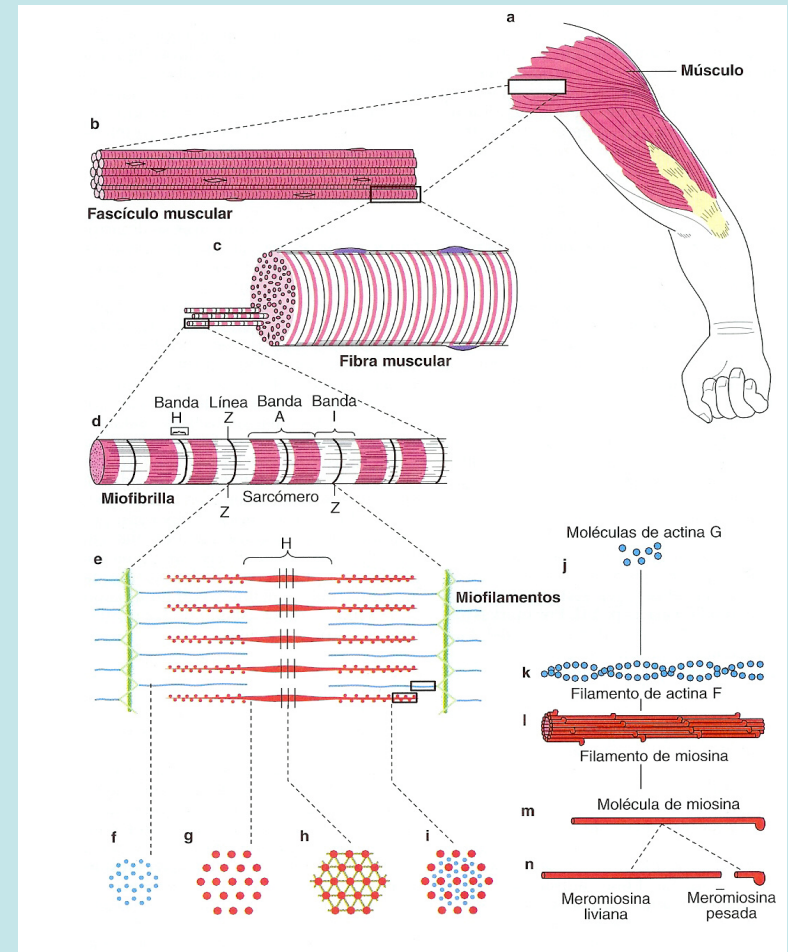 a
Músculo
b
Fascículo muscular
c
Fibra muscular
Banda
H
Línea
Z
Banda
A
Banda
I
d
Miofibrilla
Sarcómero
Z
Z
H
e
Miofilamentos
f
g
h
i
Moléculas de actina G
j
k
Filamento de actina F
l
Filamento de miosina
Molécula de miosina
m
n
Meromiosina
liviana
Meromiosina
pesada